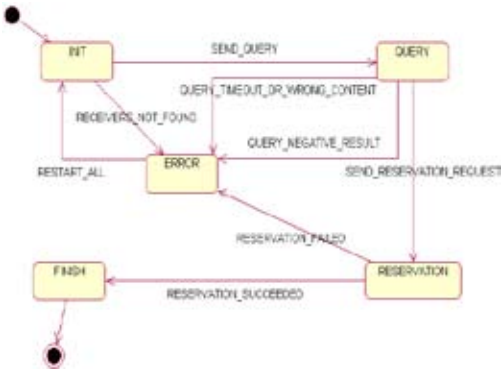 SEND_QUERY
INIT
QUERY
QUERY_TIMEOUT_OR_WRONG_CONTENT
RECEIVERS_NOT_FOUND
QUERY_NEGATIVE_RESULT
ERROR
RESTART_ALL
SEND_RESERVATION_REQUEST
RESERVATION_FAILED
FINISH
RESERVATION
RESERVATION_SUCCEEDED